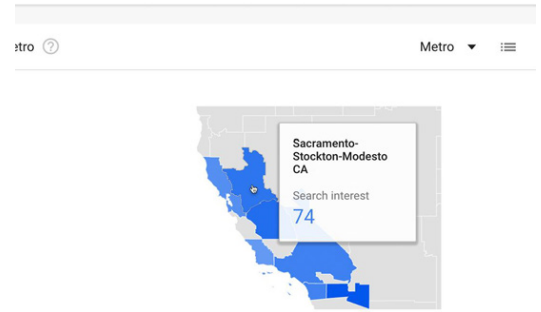 etro ?
Metro
Sacramento-
Stockton-Modesto
CA
Search interest
74